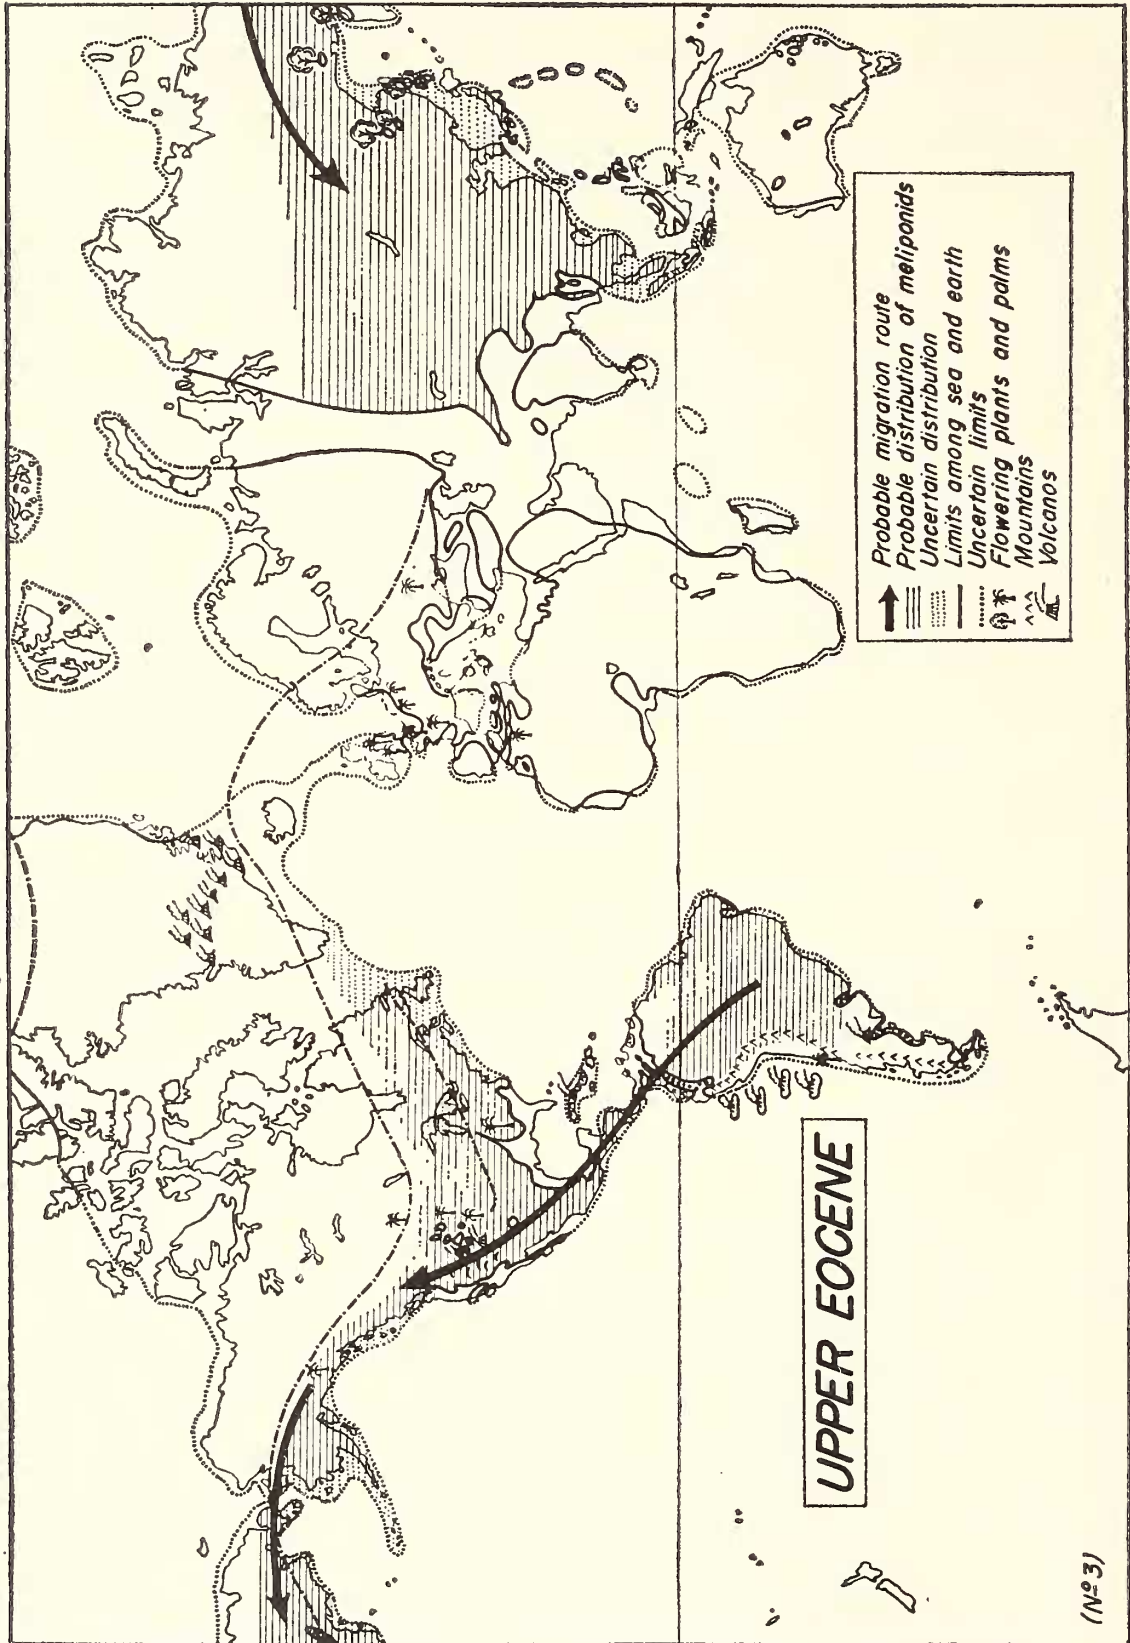 Probable migration route
Probable distribution of meliponids
Uncertain distribution
Limits among sea and earth
Uncertain limits
Flowering plants and palms
Mountains
Volcanos
UPPER EOCENE
(Nº3)